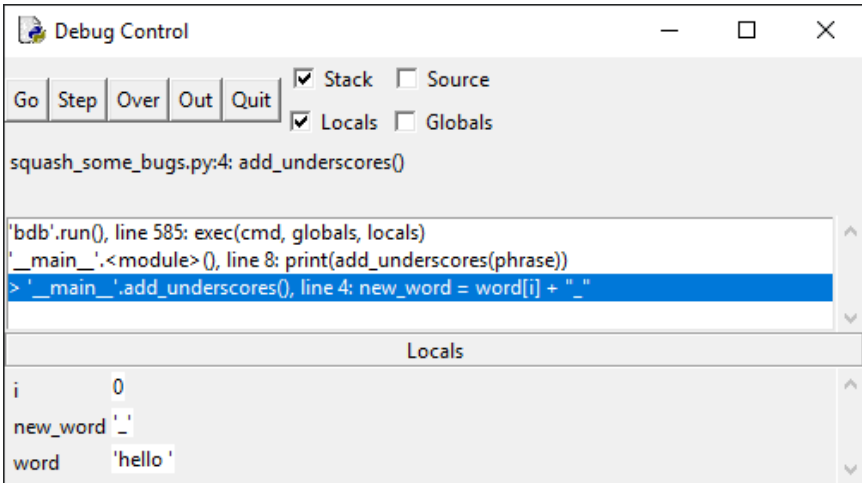 Debug Control
Go Step Over Out Quit Stack Source
Locals Globals
squash_some_bugs.py:4: add_underscores()
'bdb'.run(), line 585: exec(cmd, globals, locals)
'__main__'.<module>(), line 8: print(add_underscores(phrase))
> '__main__'.add_underscores(), line 4: new_word = word[i] + "_"
Locals
i 0
new_word '_'
word 'hello '